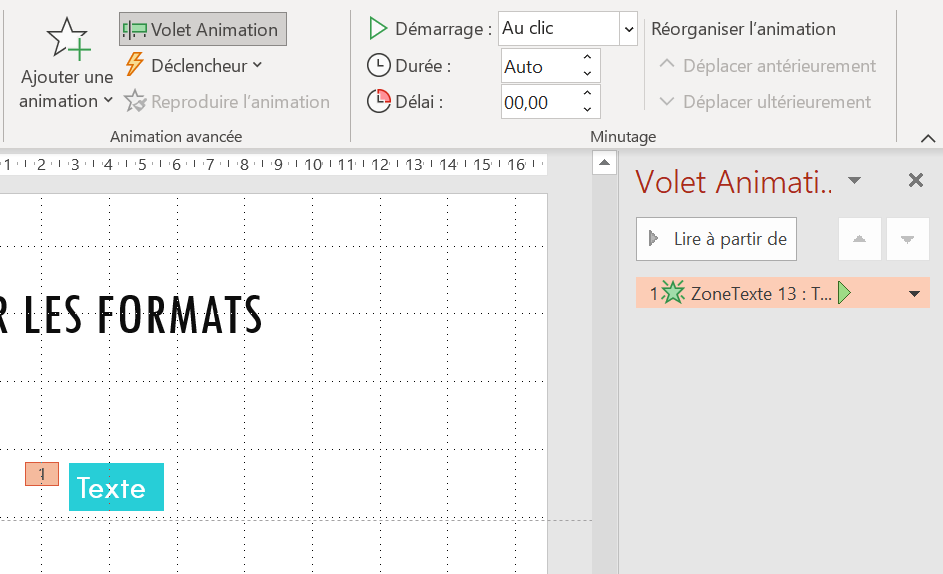 Ajouter une
animation
Volet Animation
Déclencheur
Reproduire l'animation
Animation avancée
Démarrage : Au clic
Durée : Auto
Délai : 00,00
Réorganiser l'animation
Déplacer antérieurement
Déplacer ultérieurement
Minutage
1 2 3 4 5 6 7 8 9 10 11 12 13 14 15 16
R LES FORMATS
1
Texte
Volet Animati..
Lire à partir de
1 ZoneTexte 13 : T...